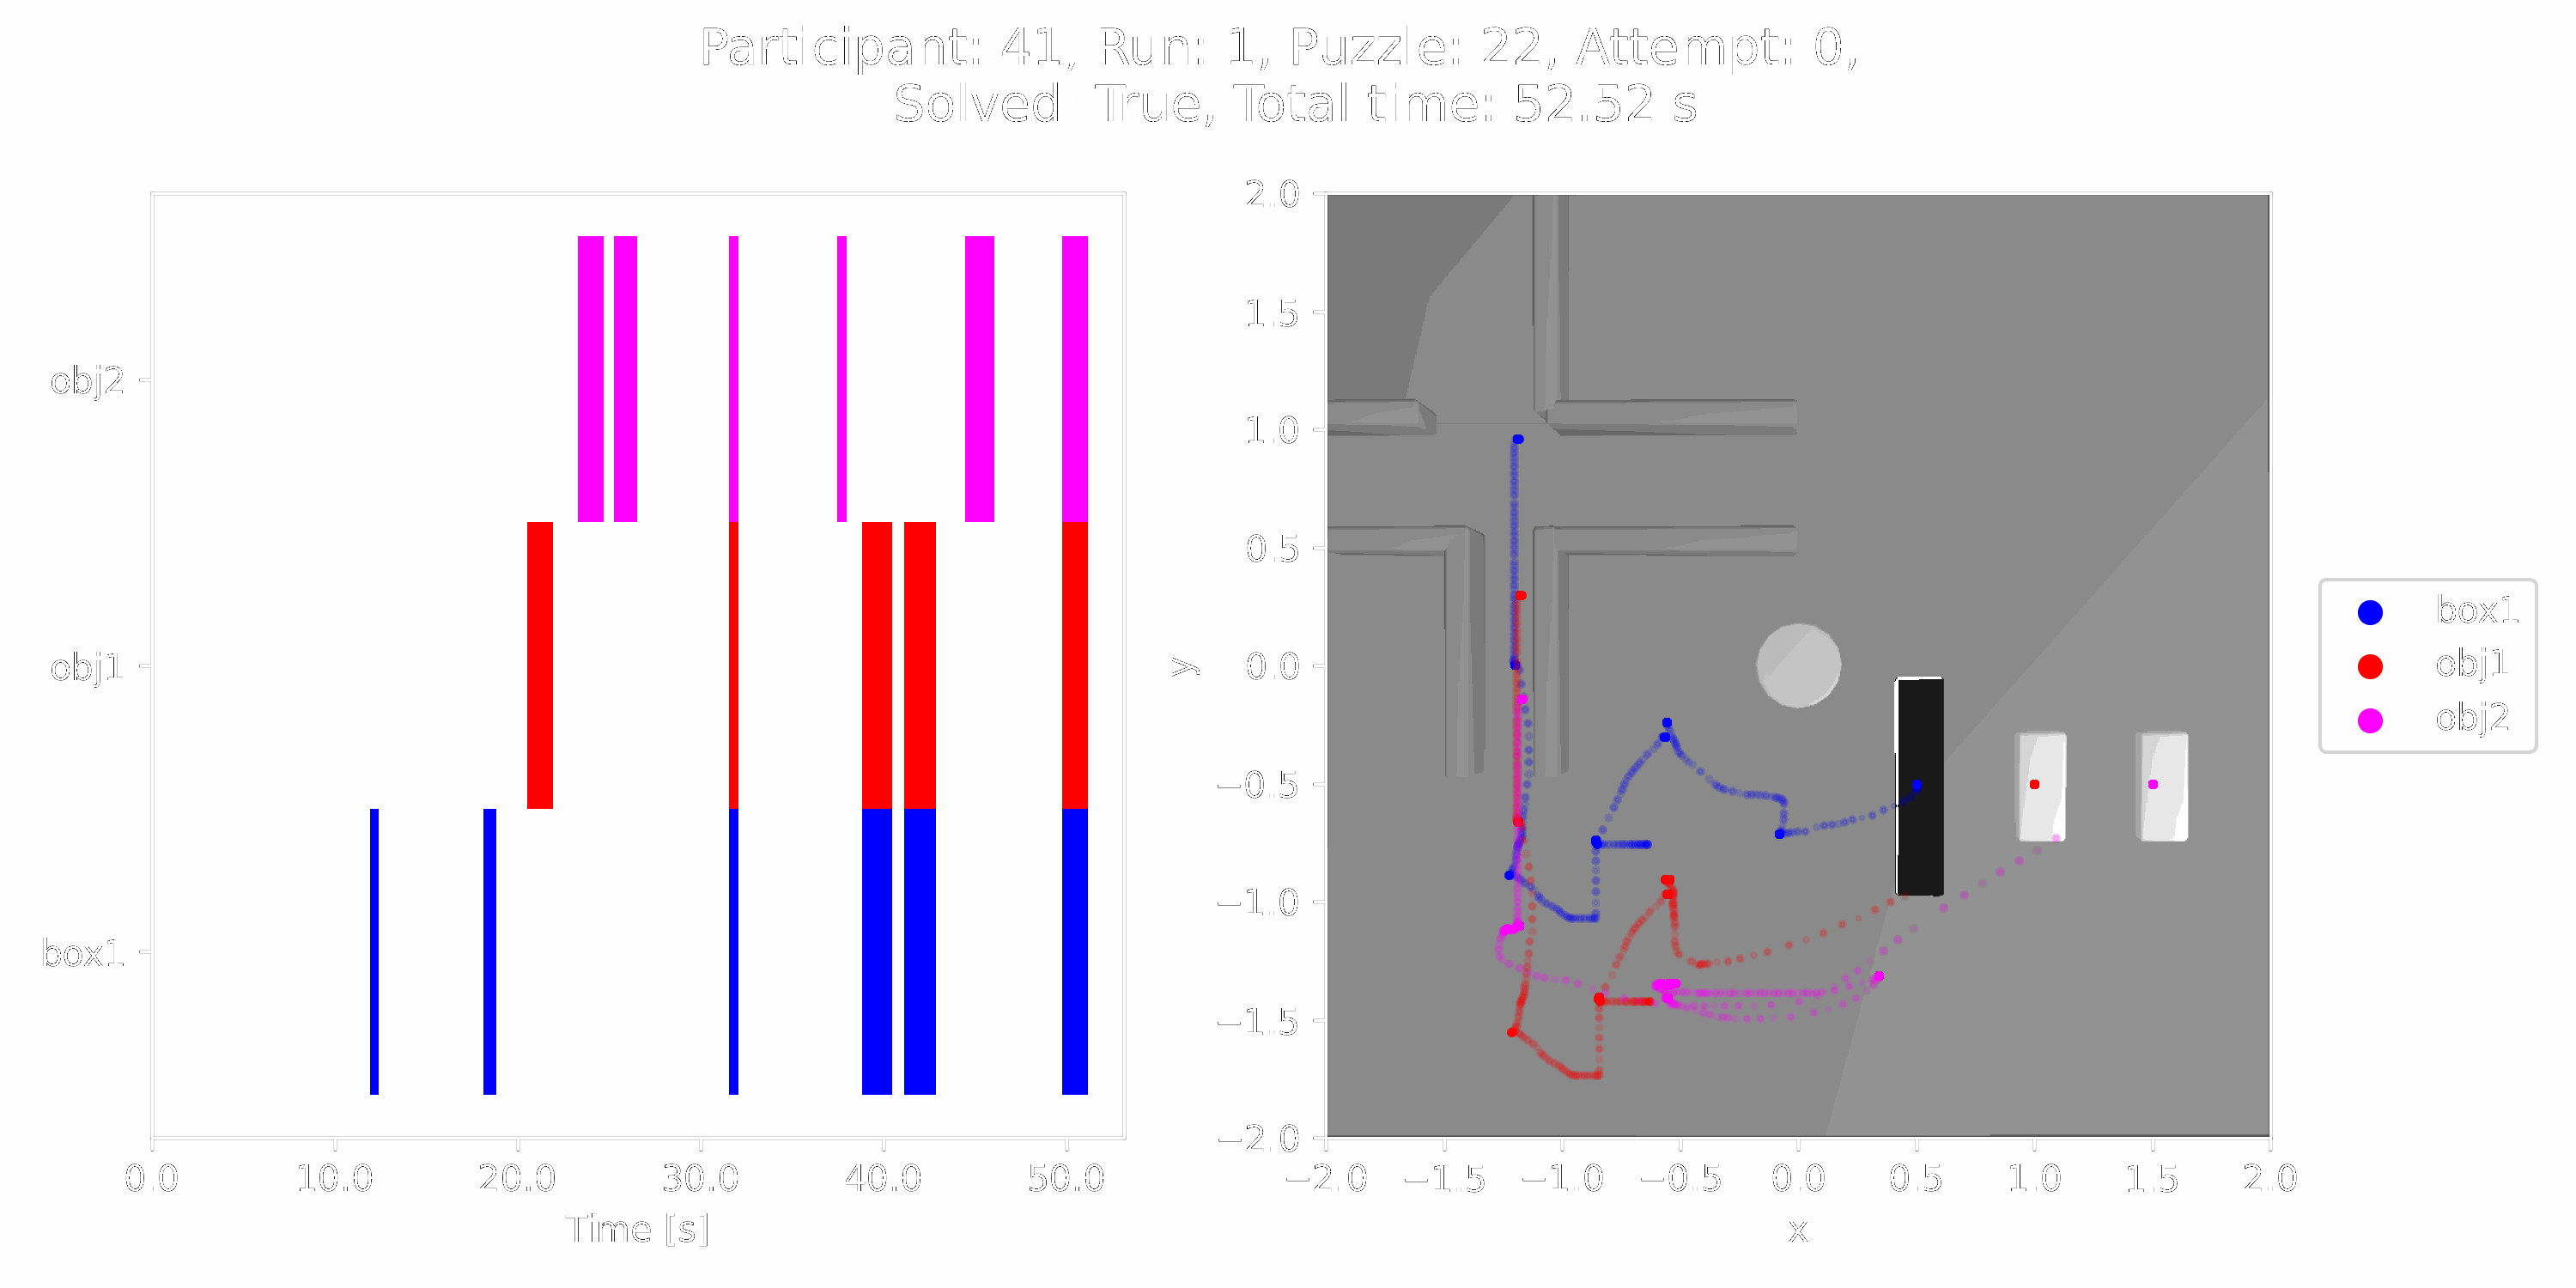 Participant: 41, Run: 1, Puzzle: 22, Attempt: 0,
Solved True, Total time: 52.52 s
obj2
obj1
box1
0.0 10.0 20.0 30.0 40.0 50.0
Time [s]
2.0
1.5
1.0
0.5
0.0
−0.5
−1.0
−1.5
−2.0
y
−2.0 −1.5 −1.0 −0.5 0.0 0.5 1.0 1.5 2.0
x
box1
obj1
obj2